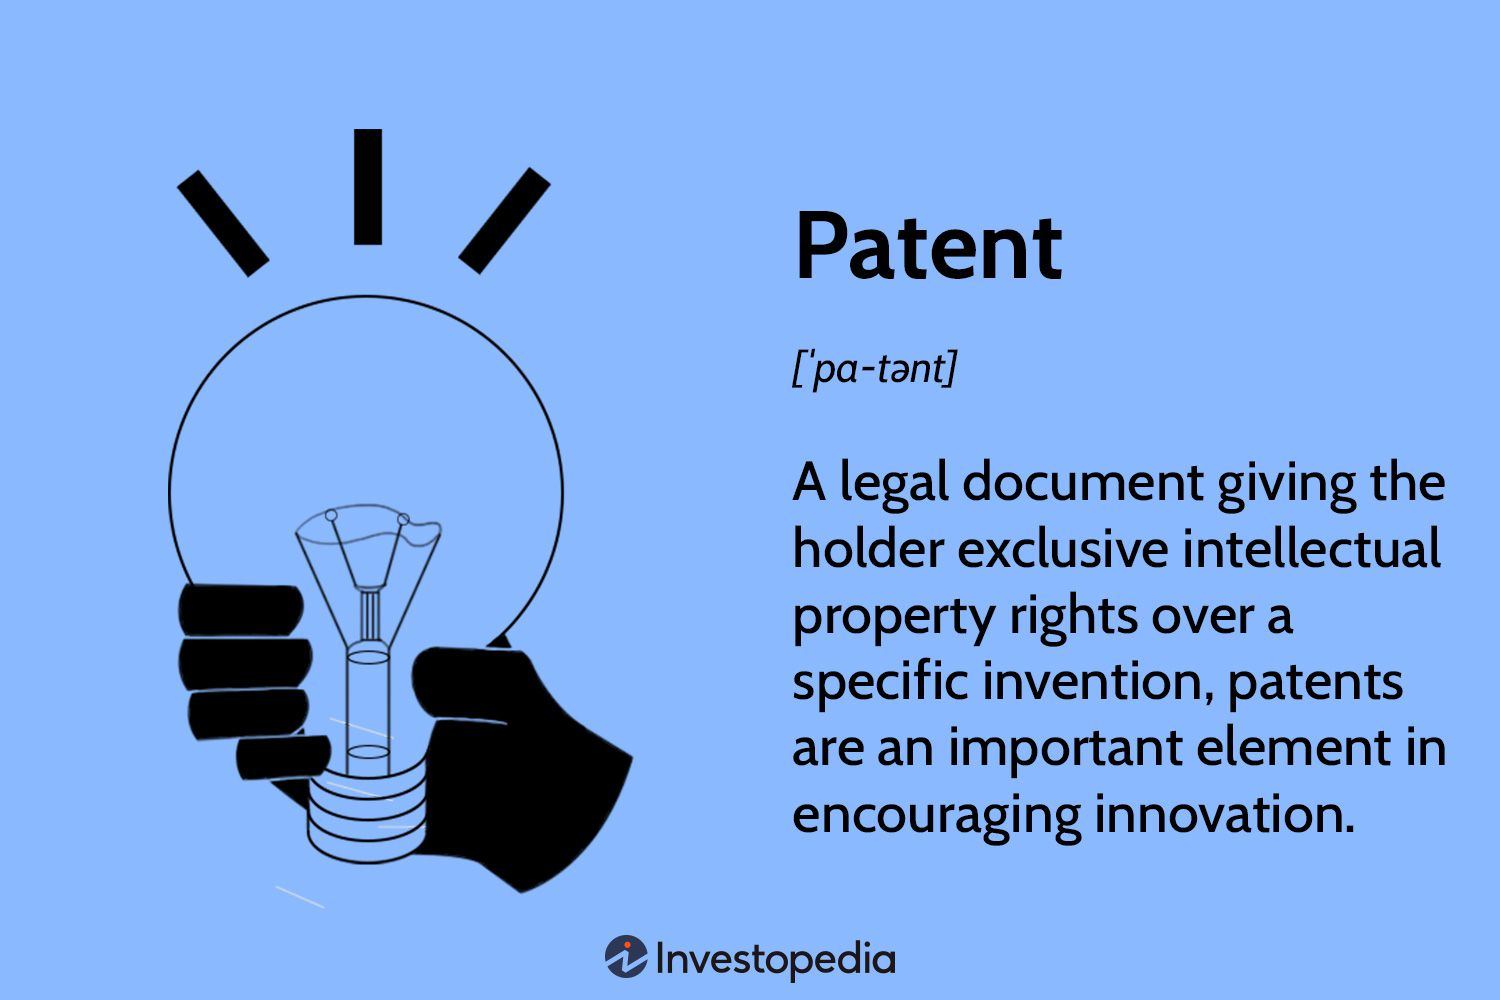 Patent
[ˈpa-tənt]
A legal document giving the
holder exclusive intellectual
property rights over a
specific invention, patents
are an important element in
encouraging innovation.
Investopedia